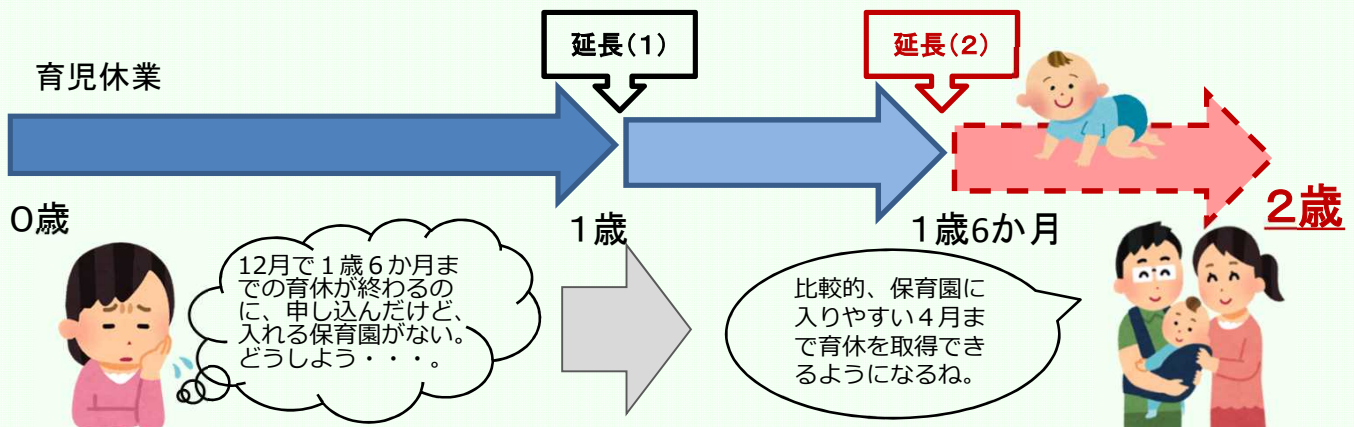 延長(1)
延長(2)
育児休業
0歳
1歳
1歳6か月
2歳
12月で１歳６か月ま
での育休が終わるの
に、申し込んだけど、
入れる保育園がない。
どうしよう・・・。
比較的、保育園に
入りやすい４月ま
で育休を取得でき
るようになるね。